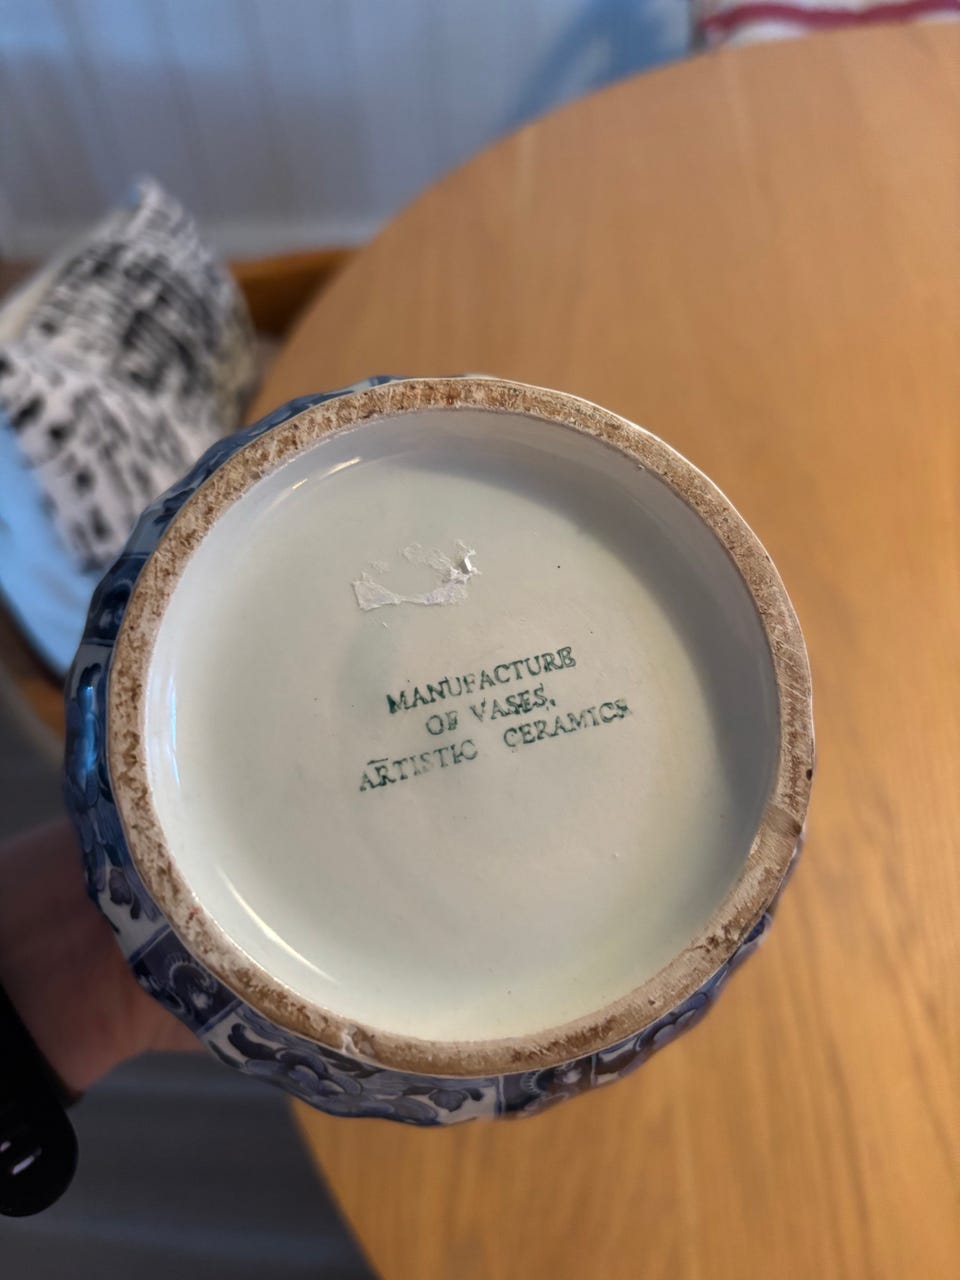 MANUFACTURE
OF VASES.
ARTISTIC CERAMICS